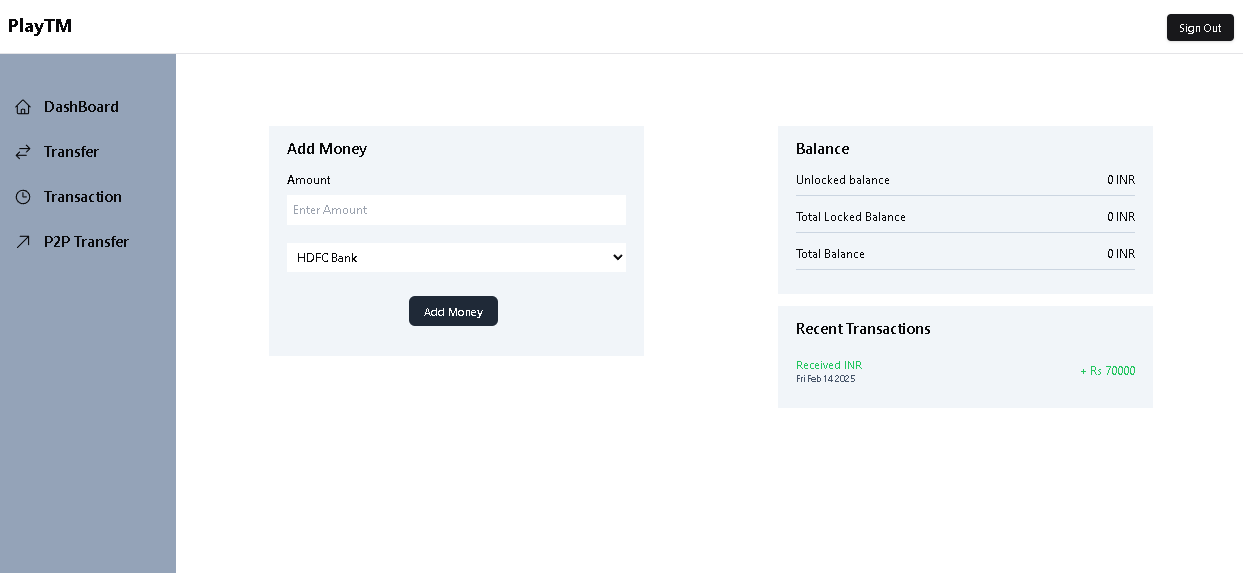 PlayTM
Sign Out
DashBoard
Transfer
Transaction
P2P Transfer
Add Money
Amount
Enter Amount
HDFC Bank
Add Money
Balance
Unlocked balance 0 INR
Total Locked Balance 0 INR
Total Balance 0 INR
Recent Transactions
Received INR
Fri Feb 14 2025
+ Rs 70000